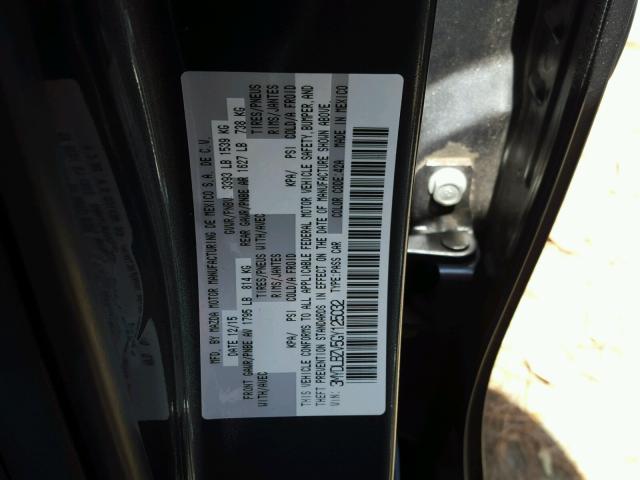 MFD. BY MAZDA MOTOR MANUFACTURING DE MEXICO S.A. DE C.V.
DATE: 12/15 GVWR/PNBV 3393 LB 1539 KG
FRONT GAWR/PNBE AV 1795 LB 814 KG REAR GAWR/PNBE AR 1627 LB 738 KG
WITH/AVEC TIRES/PNEUS WITH/AVEC TIRES/PNEUS
RIMS/JANTES RIMS/JANTES
KPA/ PSI COLD/A FROID KPA/ PSI COLD/A FROID
THIS VEHICLE CONFORMS TO ALL APPLICABLE FEDERAL MOTOR VEHICLE SAFETY, BUMPER, AND
THEFT PREVENTION STANDARDS IN EFFECT ON THE DATE OF MANUFACTURE SHOWN ABOVE.
VIN: 3MYDLBZV5GY125032 TYPE:PASS CAR COLOR CODE:42A MADE IN MEXICO